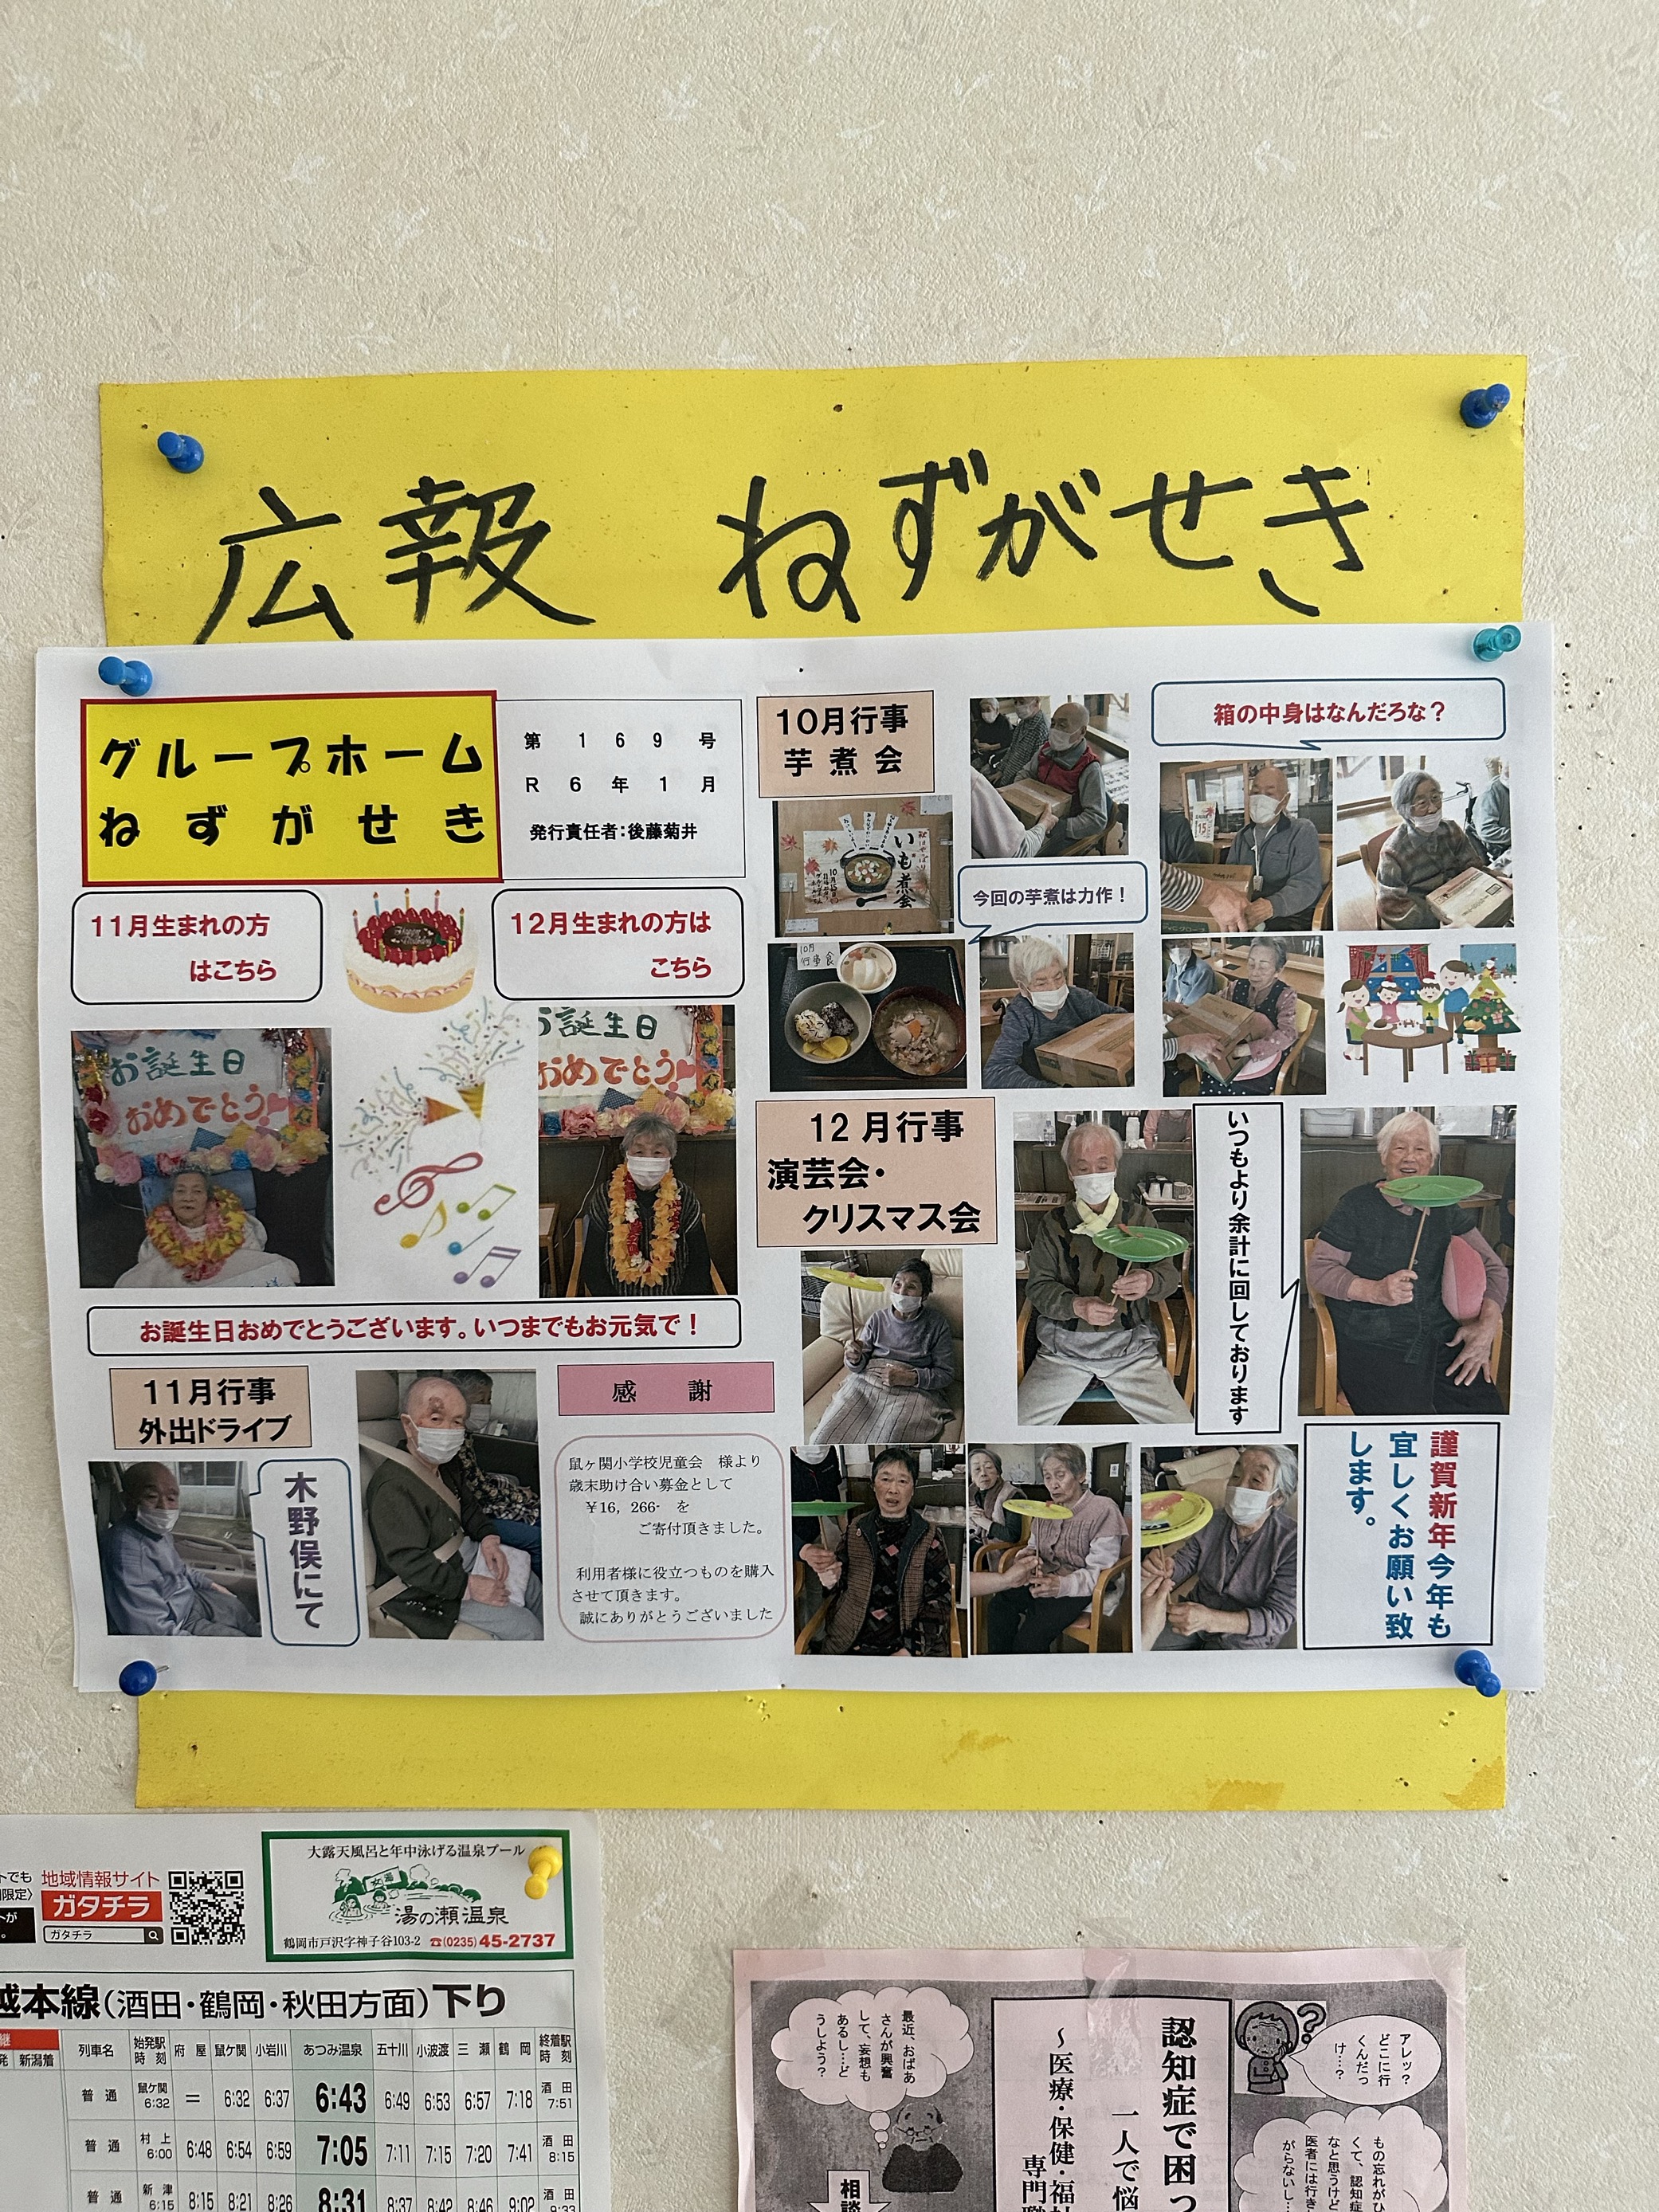 広報 ねずがせき
グループホーム
ねずがせき
第169号
R6年1月
発行責任者:後藤菊井
11月生まれの方
はこちら
12月生まれの方は
こちら
お誕生日
おめでとう
お誕生日
おめでとう
お誕生日おめでとうございます。いつまでもお元気で!
11月行事
外出ドライブ
木野俣にて
感 謝
鼠ヶ関小学校児童会 様より
歳末助け合い募金として
¥16,266- を
ご寄付頂きました。
利用者様に役立つものを購入
させて頂きます。
誠にありがとうございました
10月行事
芋煮会
いも煮会
10月
行事食
今回の芋煮は力作!
箱の中身はなんだろな?
15
12月行事
演芸会・
クリスマス会
いつもより余計に回しております
謹賀新年今年も
宜しくお願い致
します。
地域情報サイト
ガタチラ
ガタチラ
大露天風呂と年中泳げる温泉プール
湯の瀬温泉
鶴岡市戸沢字神子谷103-2 ☎(0235)45-2737
越本線(酒田・鶴岡・秋田方面)下り
新潟着 列車名 始発駅時刻 府屋 鼠ケ関 小岩川 あつみ温泉 五十川 小波渡 三瀬 鶴岡 終着駅時刻
普通 鼠ケ関 6:32 = 6:32 6:37 6:43 6:49 6:53 6:57 7:18 酒田 7:51
普通 村上 6:00 6:48 6:54 6:59 7:05 7:11 7:15 7:20 7:41 酒田 8:15
普通 新津 6:15 8:15 8:21 8:26 8:31 8:37 8:42 8:46 9:02 酒田 9:33
認知症で困っ
一人で悩
~医療・保健・福祉
専門職
最近、おばあ
さんが興奮
して、妄想も
あるし…ど
うしよう?
アレッ?
どこに行
くんだっ
け…?
もの忘れがひ
くて、認知症
なと思うけど
医者には行き
がらないし…
相談